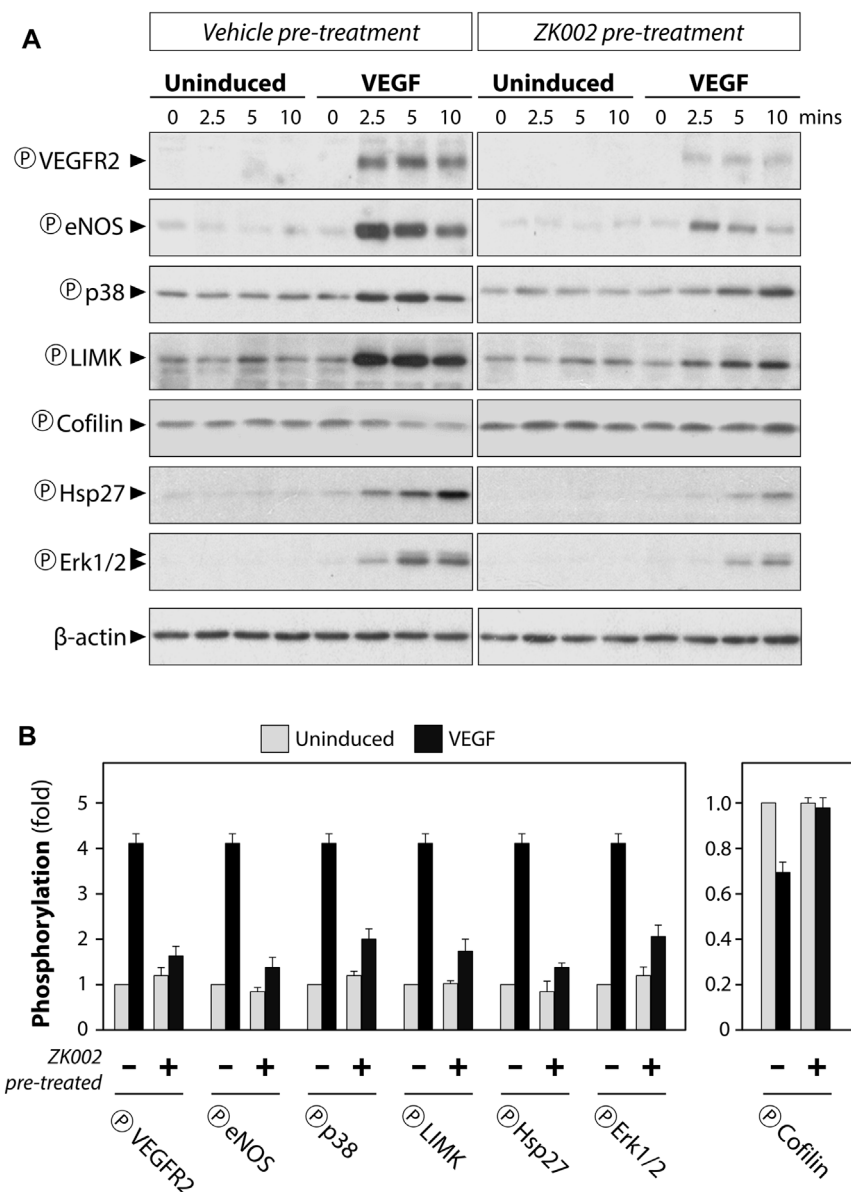 A
Vehicle pre-treatment ZK002 pre-treatment
Uninduced VEGF Uninduced VEGF
0 2.5 5 10 0 2.5 5 10 0 2.5 5 10 0 2.5 5 10 mins
Ⓟ VEGFR2
Ⓟ eNOS
Ⓟ p38
Ⓟ LIMK
Ⓟ Cofilin
Ⓟ Hsp27
Ⓟ Erk1/2
β-actin
B
Uninduced VEGF
Phosphorylation (fold)
5
4
3
2
1
0
1.0
0.8
0.6
0.4
0.2
0
ZK002
pre-treated
− + − + − + − + − + − + − +
Ⓟ VEGFR2
Ⓟ eNOS
Ⓟ p38
Ⓟ LIMK
Ⓟ Hsp27
Ⓟ Erk1/2
Ⓟ Cofilin